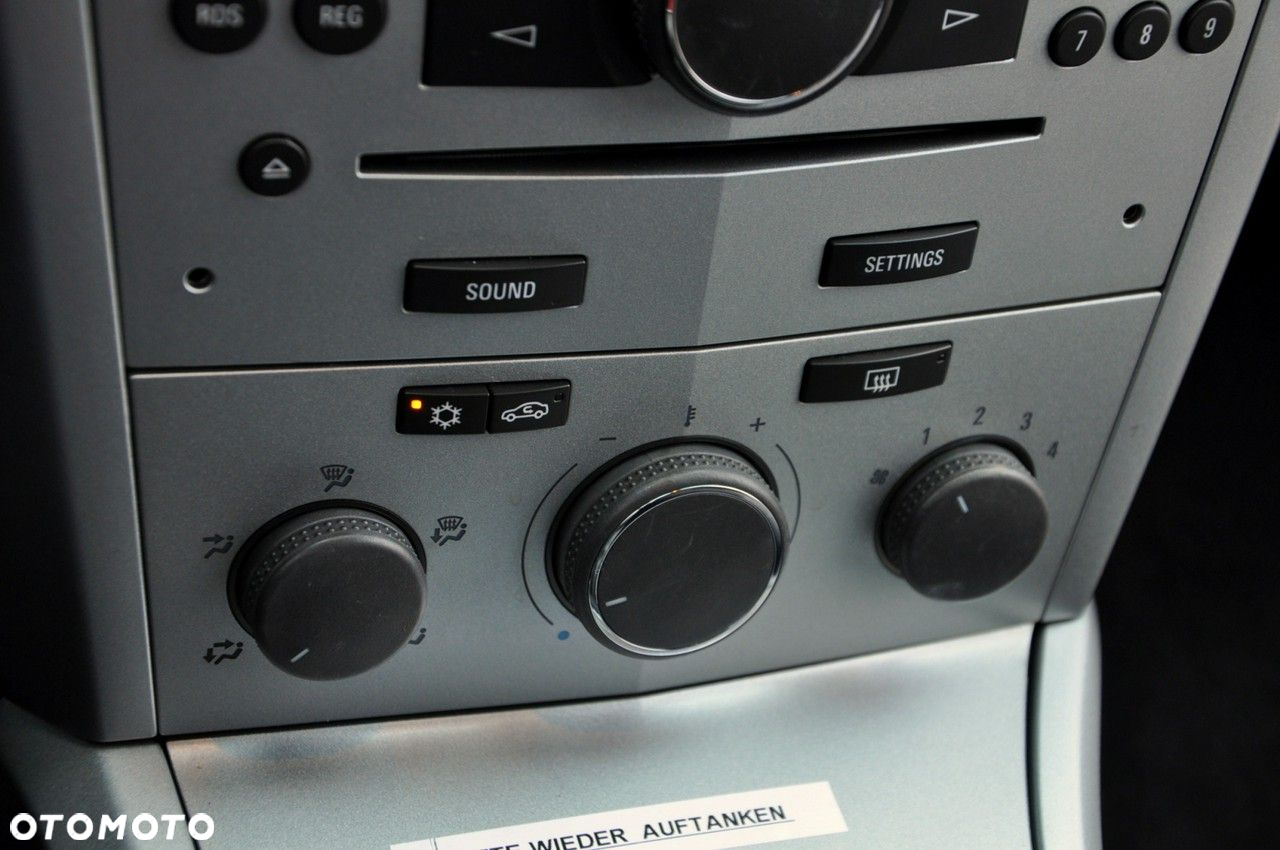 RDS REG
7 8 9
SOUND
SETTINGS
- +
1 2 3 4
WIEDER AUFTANKEN
OTOMOTO